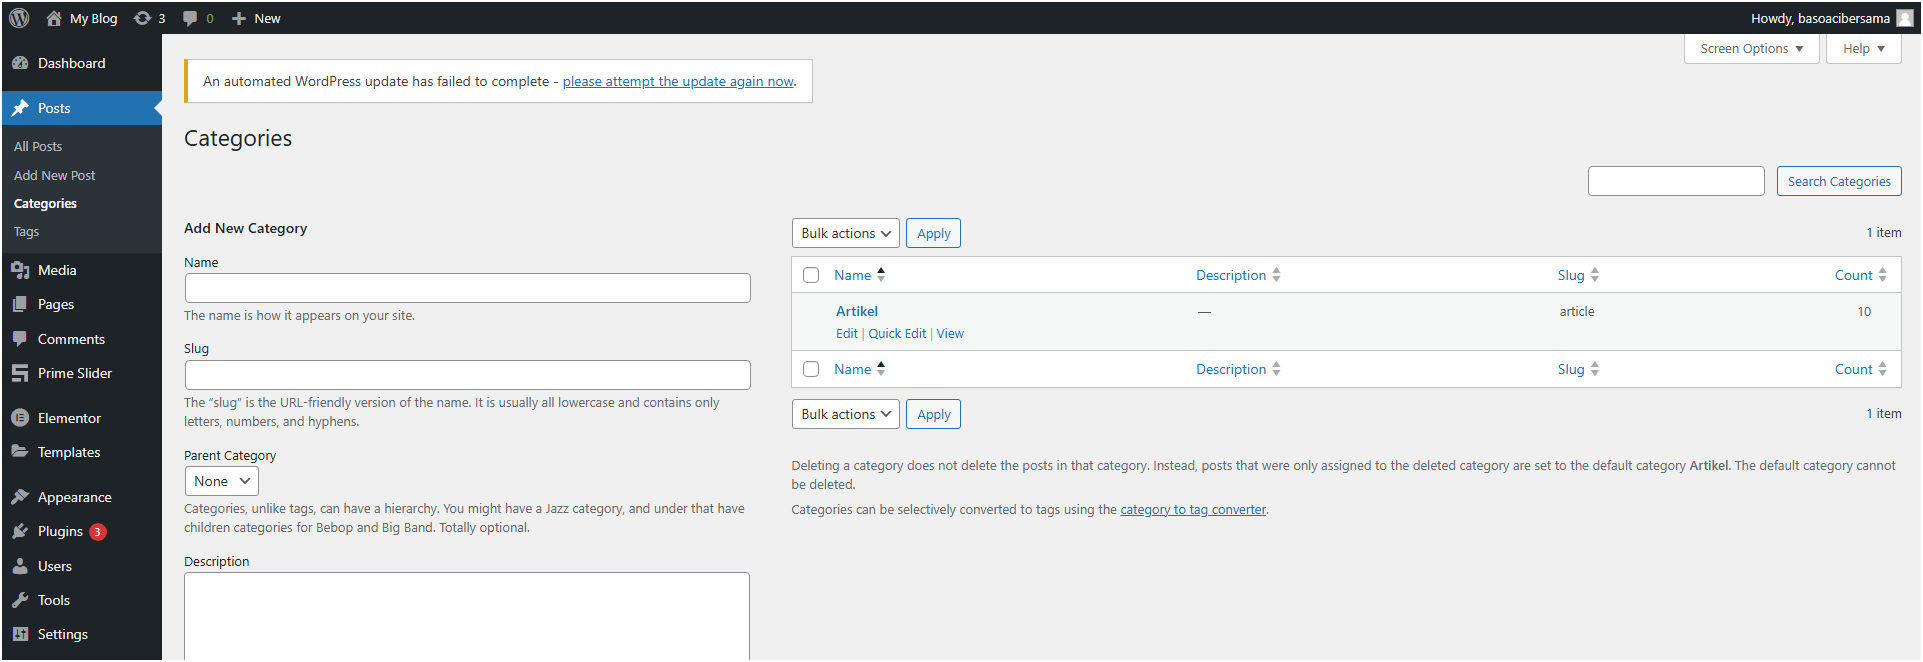 My Blog 3 0 New Howdy, basoacibersama
Screen Options Help
Dashboard
Posts
All Posts
Add New Post
Categories
Tags
Media
Pages
Comments
Prime Slider
Elementor
Templates
Appearance
Plugins 3
Users
Tools
Settings
An automated WordPress update has failed to complete - please attempt the update again now.
Categories
Search Categories
Add New Category
Name
The name is how it appears on your site.
Slug
The “slug” is the URL-friendly version of the name. It is usually all lowercase and contains only
letters, numbers, and hyphens.
Parent Category
None
Categories, unlike tags, can have a hierarchy. You might have a Jazz category, and under that have
children categories for Bebop and Big Band. Totally optional.
Description
Bulk actions Apply 1 item
Name Description Slug Count
Artikel — article 10
Edit | Quick Edit | View
Name Description Slug Count
Bulk actions Apply 1 item
Deleting a category does not delete the posts in that category. Instead, posts that were only assigned to the deleted category are set to the default category Artikel. The default category cannot
be deleted.
Categories can be selectively converted to tags using the category to tag converter.